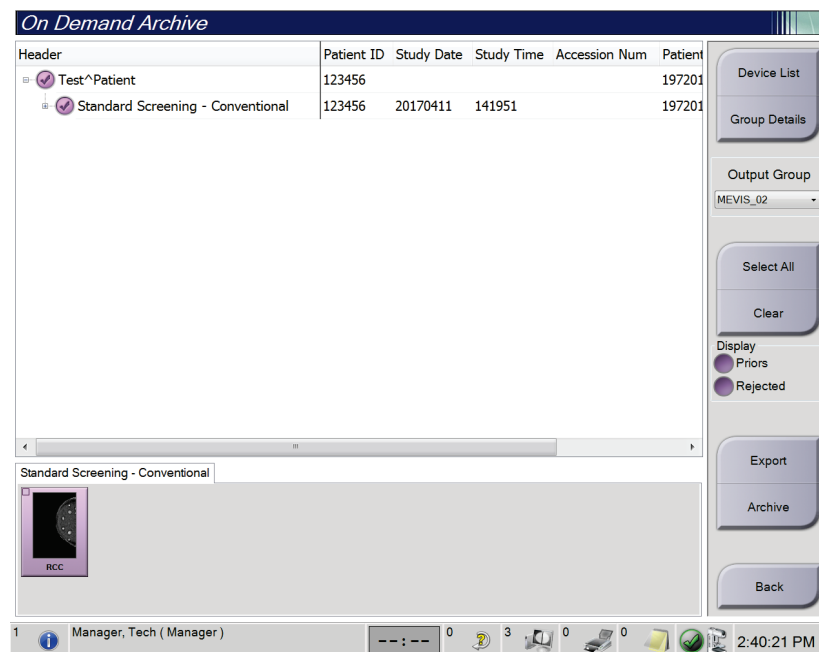 On Demand Archive
Header Patient ID Study Date Study Time Accession Num Patient
Test^Patient 123456 197201
Standard Screening - Conventional 123456 20170411 141951 197201
Device List
Group Details
Output Group
MEVIS_02
Select All
Clear
Display
Priors
Rejected
Export
Archive
Back
Standard Screening - Conventional
RCC
1 Manager, Tech ( Manager ) --:-- 0 3 0 0 2:40:21 PM